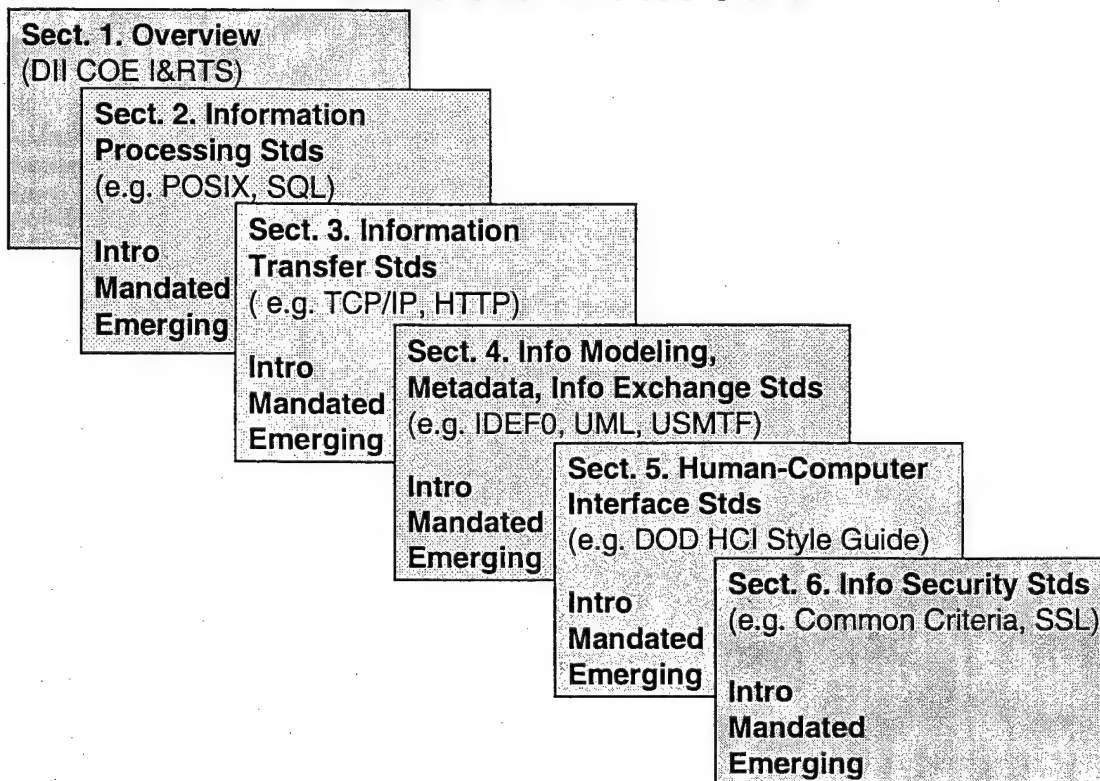 Sect. 1. Overview
(DII COE I&RTS)
Sect. 2. Information
Processing Stds
(e.g. POSIX, SQL)
Intro
Mandated
Emerging
Sect. 3. Information
Transfer Stds
( e.g. TCP/IP, HTTP)
Intro
Mandated
Emerging
Sect. 4. Info Modeling,
Metadata, Info Exchange Stds
(e.g. IDEF0, UML, USMTF)
Intro
Mandated
Emerging
Sect. 5. Human-Computer
Interface Stds
(e.g. DOD HCI Style Guide)
Intro
Mandated
Emerging
Sect. 6. Info Security Stds
(e.g. Common Criteria, SSL)
Intro
Mandated
Emerging